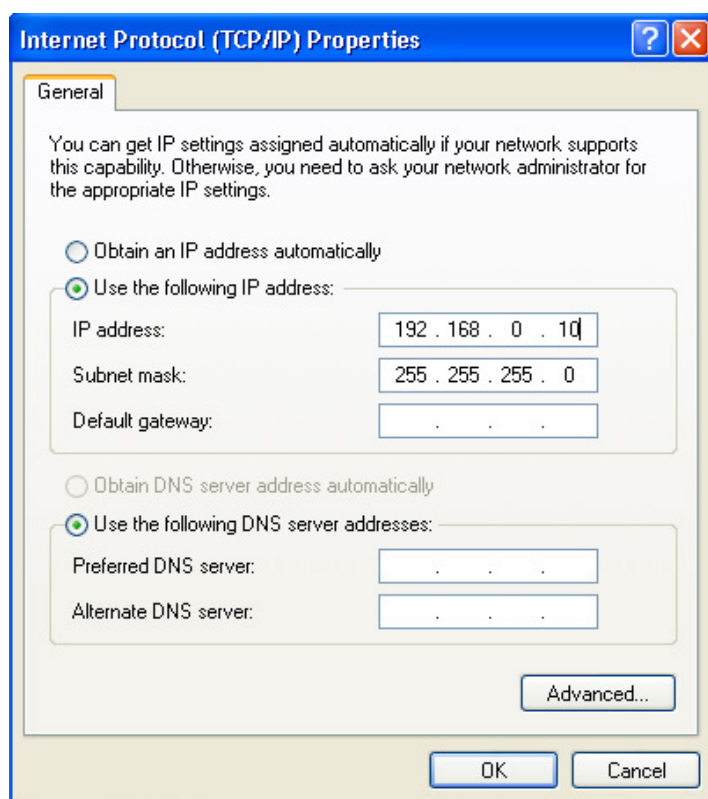 Internet Protocol (TCP/IP) Properties
General
You can get IP settings assigned automatically if your network supports
this capability. Otherwise, you need to ask your network administrator for
the appropriate IP settings.
Obtain an IP address automatically
Use the following IP address:
IP address: 192 . 168 . 0 . 10
Subnet mask: 255 . 255 . 255 . 0
Default gateway: . . .
Obtain DNS server address automatically
Use the following DNS server addresses:
Preferred DNS server: . . .
Alternate DNS server: . . .
Advanced...
OK Cancel